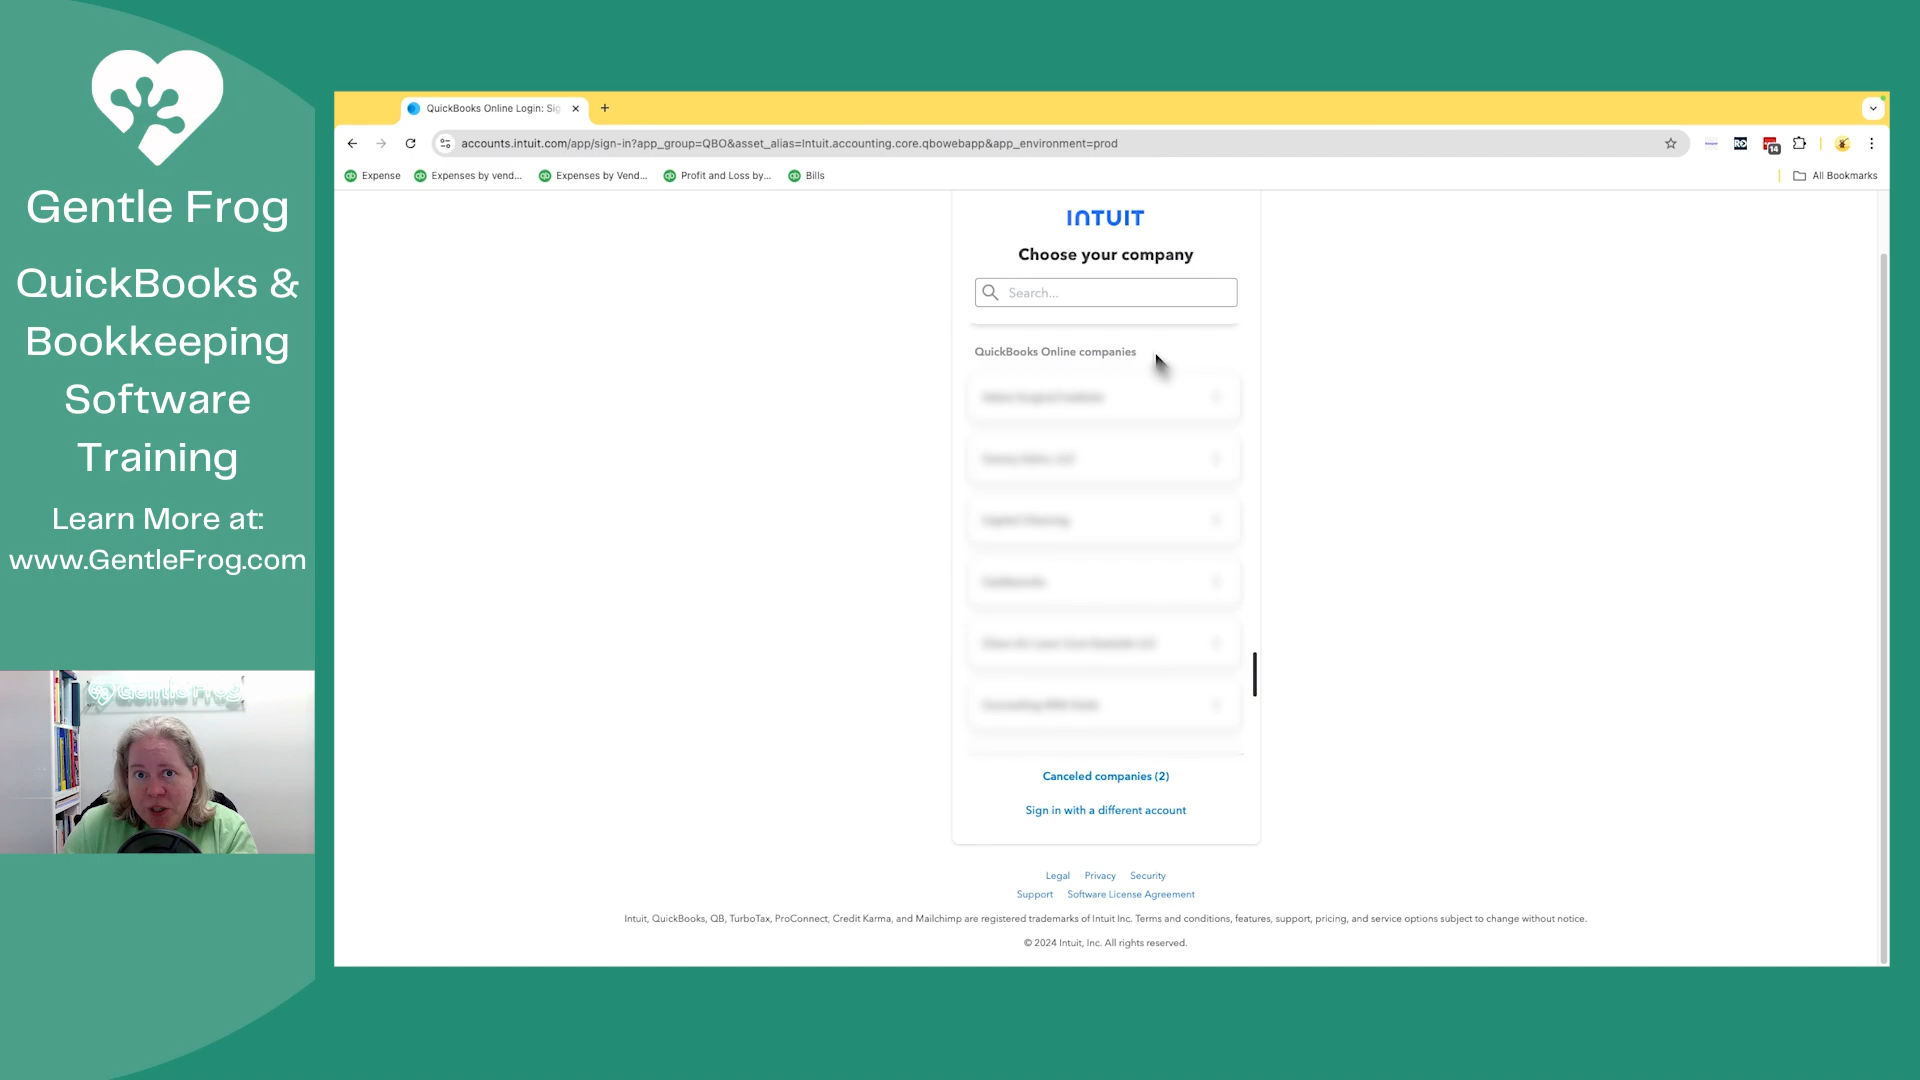 Gentle Frog
QuickBooks &
Bookkeeping
Software
Training
Learn More at:
www.GentleFrog.com
Gentle Frog
QuickBooks Online Login: Sig
accounts.intuit.com/app/sign-in?app_group=QBO&asset_alias=Intuit.accounting.core.qbowebapp&app_environment=prod
14
Expense
Expenses by vend...
Expenses by Vend...
Profit and Loss by...
Bills
All Bookmarks
INTUIT
Choose your company
Search...
QuickBooks Online companies
Canceled companies (2)
Sign in with a different account
Legal Privacy Security
Support Software License Agreement
Intuit, QuickBooks, QB, TurboTax, ProConnect, Credit Karma, and Mailchimp are registered trademarks of Intuit Inc. Terms and conditions, features, support, pricing, and service options subject to change without notice.
© 2024 Intuit, Inc. All rights reserved.